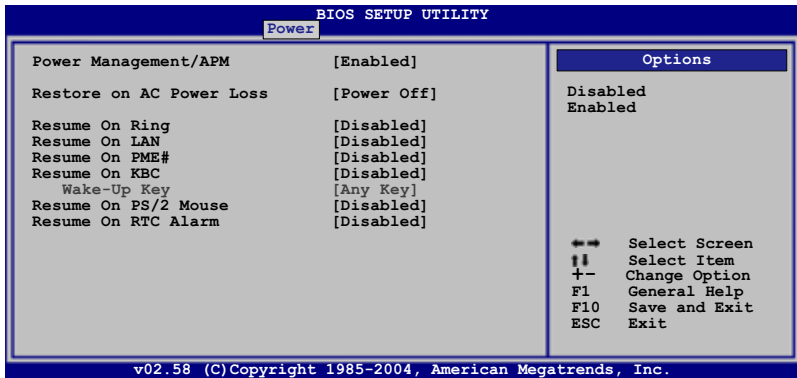 BIOS SETUP UTILITY
Power
Power Management/APM [Enabled]
Restore on AC Power Loss [Power Off]
Resume On Ring [Disabled]
Resume On LAN [Disabled]
Resume On PME# [Disabled]
Resume On KBC [Disabled]
Wake-Up Key [Any Key]
Resume On PS/2 Mouse [Disabled]
Resume On RTC Alarm [Disabled]
Options
Disabled
Enabled
←→ Select Screen
↑↓ Select Item
+- Change Option
F1 General Help
F10 Save and Exit
ESC Exit
v02.58 (C)Copyright 1985-2004, American Megatrends, Inc.